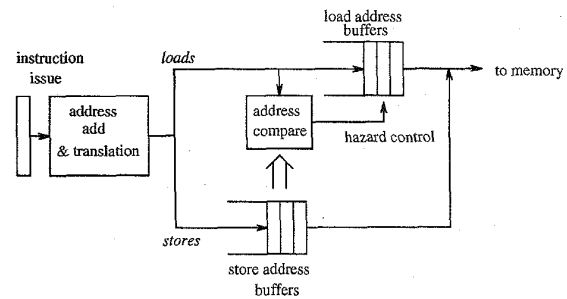 load address
buffers
instruction
issue
loads
to memory
address
add
& translation
address
compare
hazard control
stores
store address
buffers